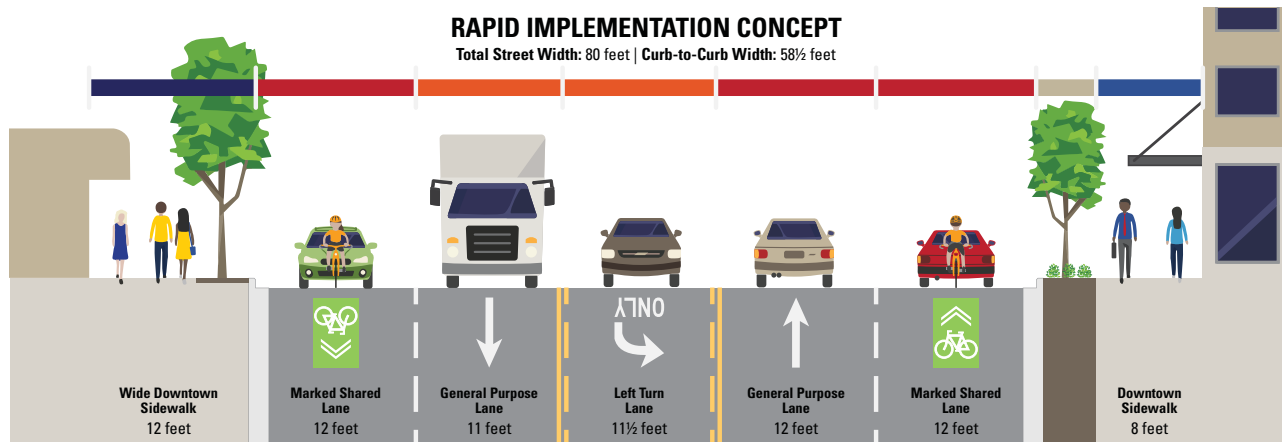 RAPID IMPLEMENTATION CONCEPT
Total Street Width: 80 feet | Curb-to-Curb Width: 58½ feet
ONLY
Wide Downtown
Sidewalk
12 feet
Marked Shared
Lane
12 feet
General Purpose
Lane
11 feet
Left Turn
Lane
11½ feet
General Purpose
Lane
12 feet
Marked Shared
Lane
12 feet
Downtown
Sidewalk
8 feet